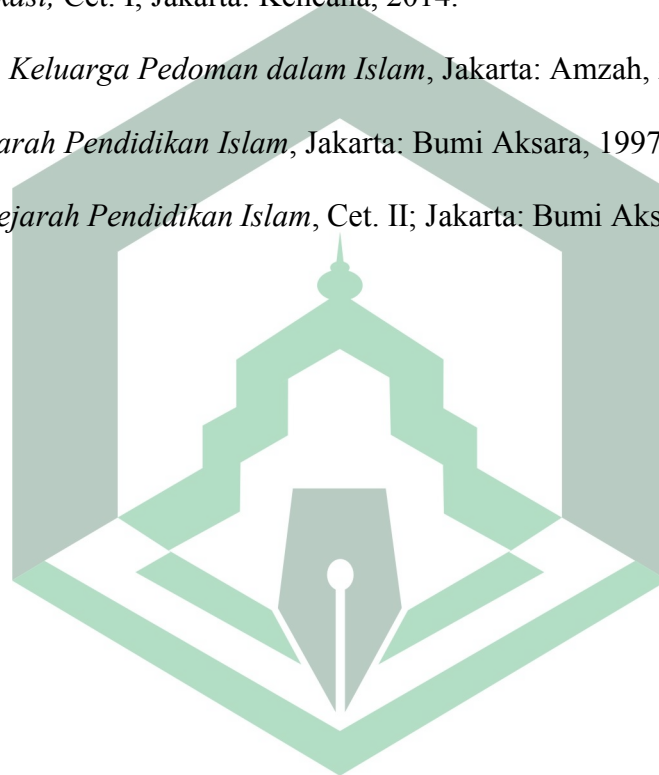 kasi, Cet. I; Jakarta: Kencana, 2014.
Keluarga Pedoman dalam Islam, Jakarta: Amzah,
arah Pendidikan Islam, Jakarta: Bumi Aksara, 1997
ejarah Pendidikan Islam, Cet. II; Jakarta: Bumi Aks